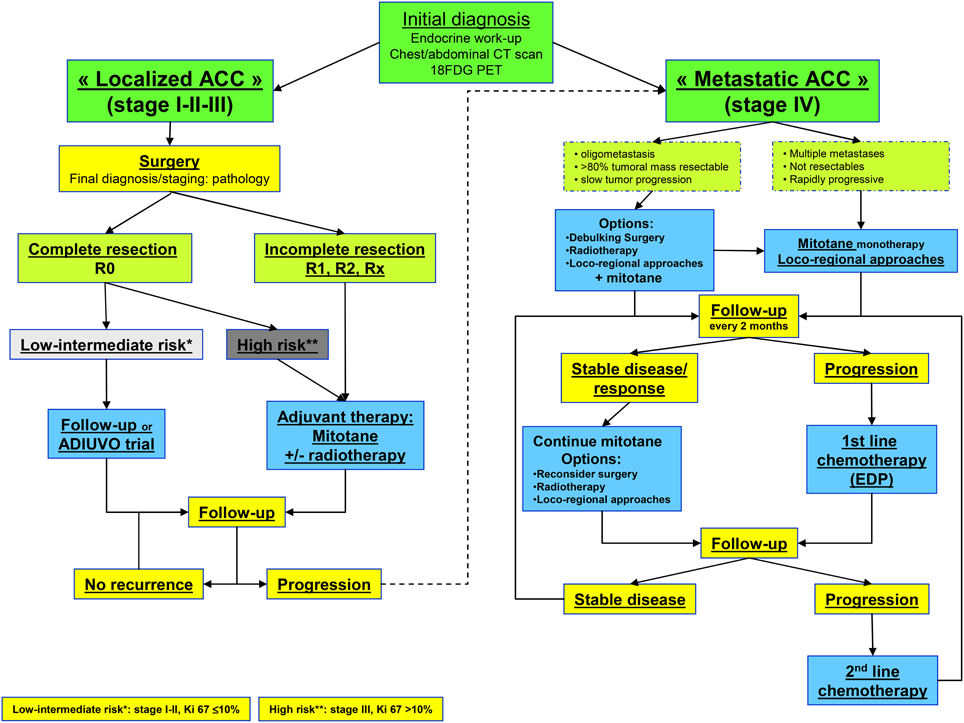 Initial diagnosis
Endocrine work-up
Chest/abdominal CT scan
18FDG PET
« Localized ACC »
(stage I-II-III)
« Metastatic ACC »
(stage IV)
Surgery
Final diagnosis/staging: pathology
• oligometastasis
• >80% tumoral mass resectable
• slow tumor progression
• Multiple metastases
• Not resectables
• Rapidly progressive
Complete resection
R0
Incomplete resection
R1, R2, Rx
Options:
•Debulking Surgery
•Radiotherapy
•Loco-regional approaches
+ mitotane
Mitotane monotherapy
Loco-regional approaches
Follow-up
every 2 months
Low-intermediate risk*
High risk**
Stable disease/
response
Progression
Follow-up or
ADIUVO trial
Adjuvant therapy:
Mitotane
+/- radiotherapy
Continue mitotane
Options:
•Reconsider surgery
•Radiotherapy
•Loco-regional approaches
1st line
chemotherapy
(EDP)
Follow-up
Follow-up
No recurrence
Progression
Stable disease
Progression
2nd line
chemotherapy
Low-intermediate risk*: stage I-II, Ki 67 ≤10%
High risk**: stage III, Ki 67 >10%